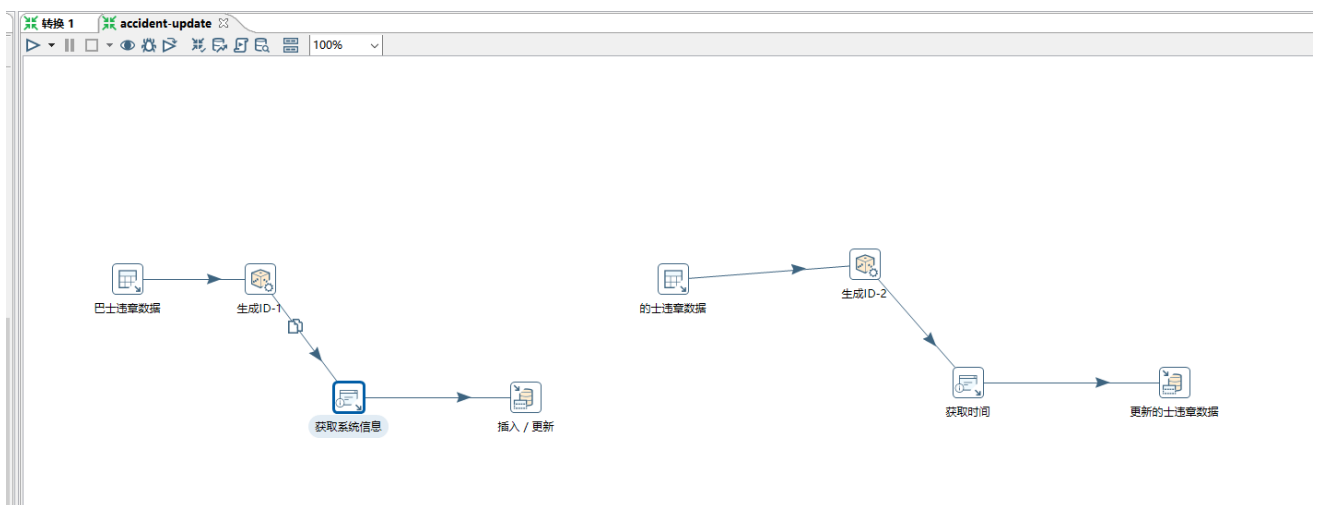 转换 1
accident-update
100%
巴士违章数据
生成ID-1
获取系统信息
插入 / 更新
的士违章数据
生成ID-2
获取时间
更新的士违章数据